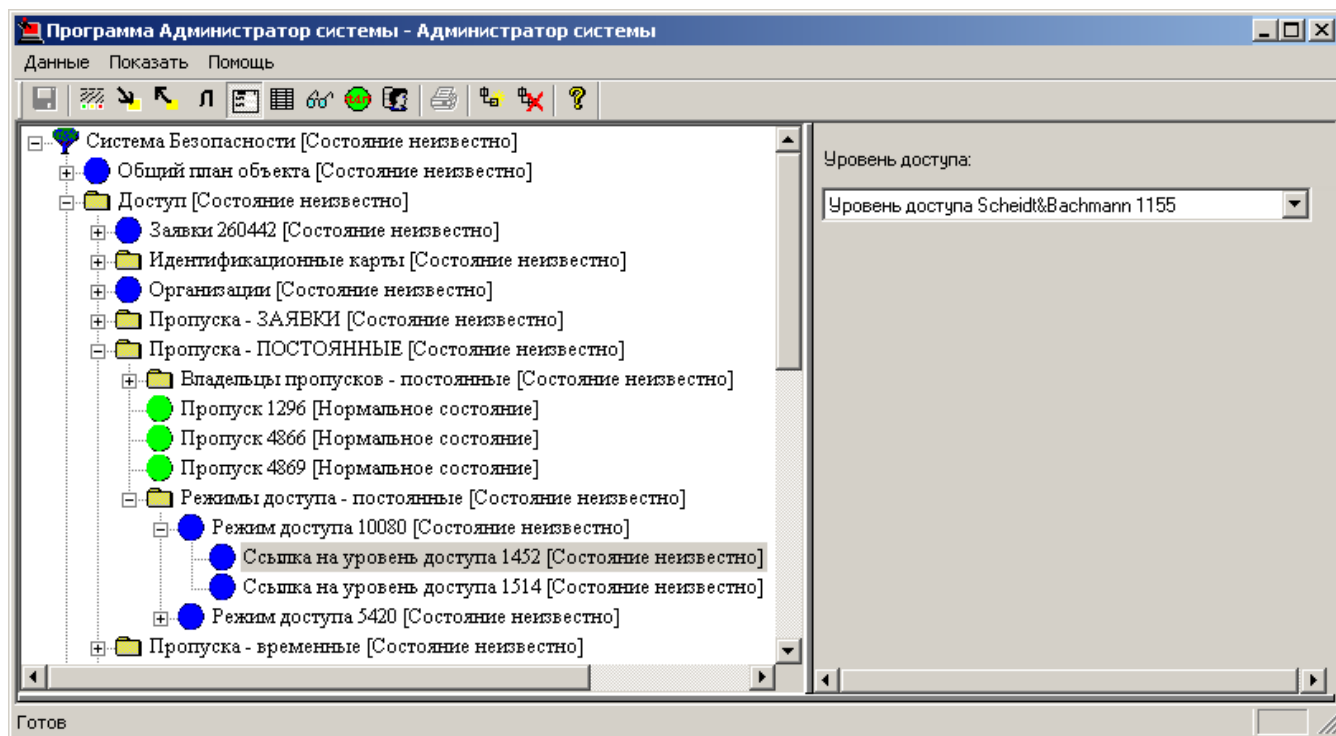 Программа Администратор системы - Администратор системы
Данные Показать Помощь
Л
?
Система Безопасности [Состояние неизвестно]
Общий план объекта [Состояние неизвестно]
Доступ [Состояние неизвестно]
Заявки 260442 [Состояние неизвестно]
Идентификационные карты [Состояние неизвестно]
Организации [Состояние неизвестно]
Пропуска - ЗАЯВКИ [Состояние неизвестно]
Пропуска - ПОСТОЯННЫЕ [Состояние неизвестно]
Владельцы пропусков - постоянные [Состояние неизвестно]
Пропуск 1296 [Нормальное состояние]
Пропуск 4866 [Нормальное состояние]
Пропуск 4869 [Нормальное состояние]
Режимы доступа - постоянные [Состояние неизвестно]
Режим доступа 10080 [Состояние неизвестно]
Ссылка на уровень доступа 1452 [Состояние неизвестно]
Ссылка на уровень доступа 1514 [Состояние неизвестно]
Режим доступа 5420 [Состояние неизвестно]
Пропуска - временные [Состояние неизвестно]
Уровень доступа:
Уровень доступа Scheidt&Bachmann 1155
Готов